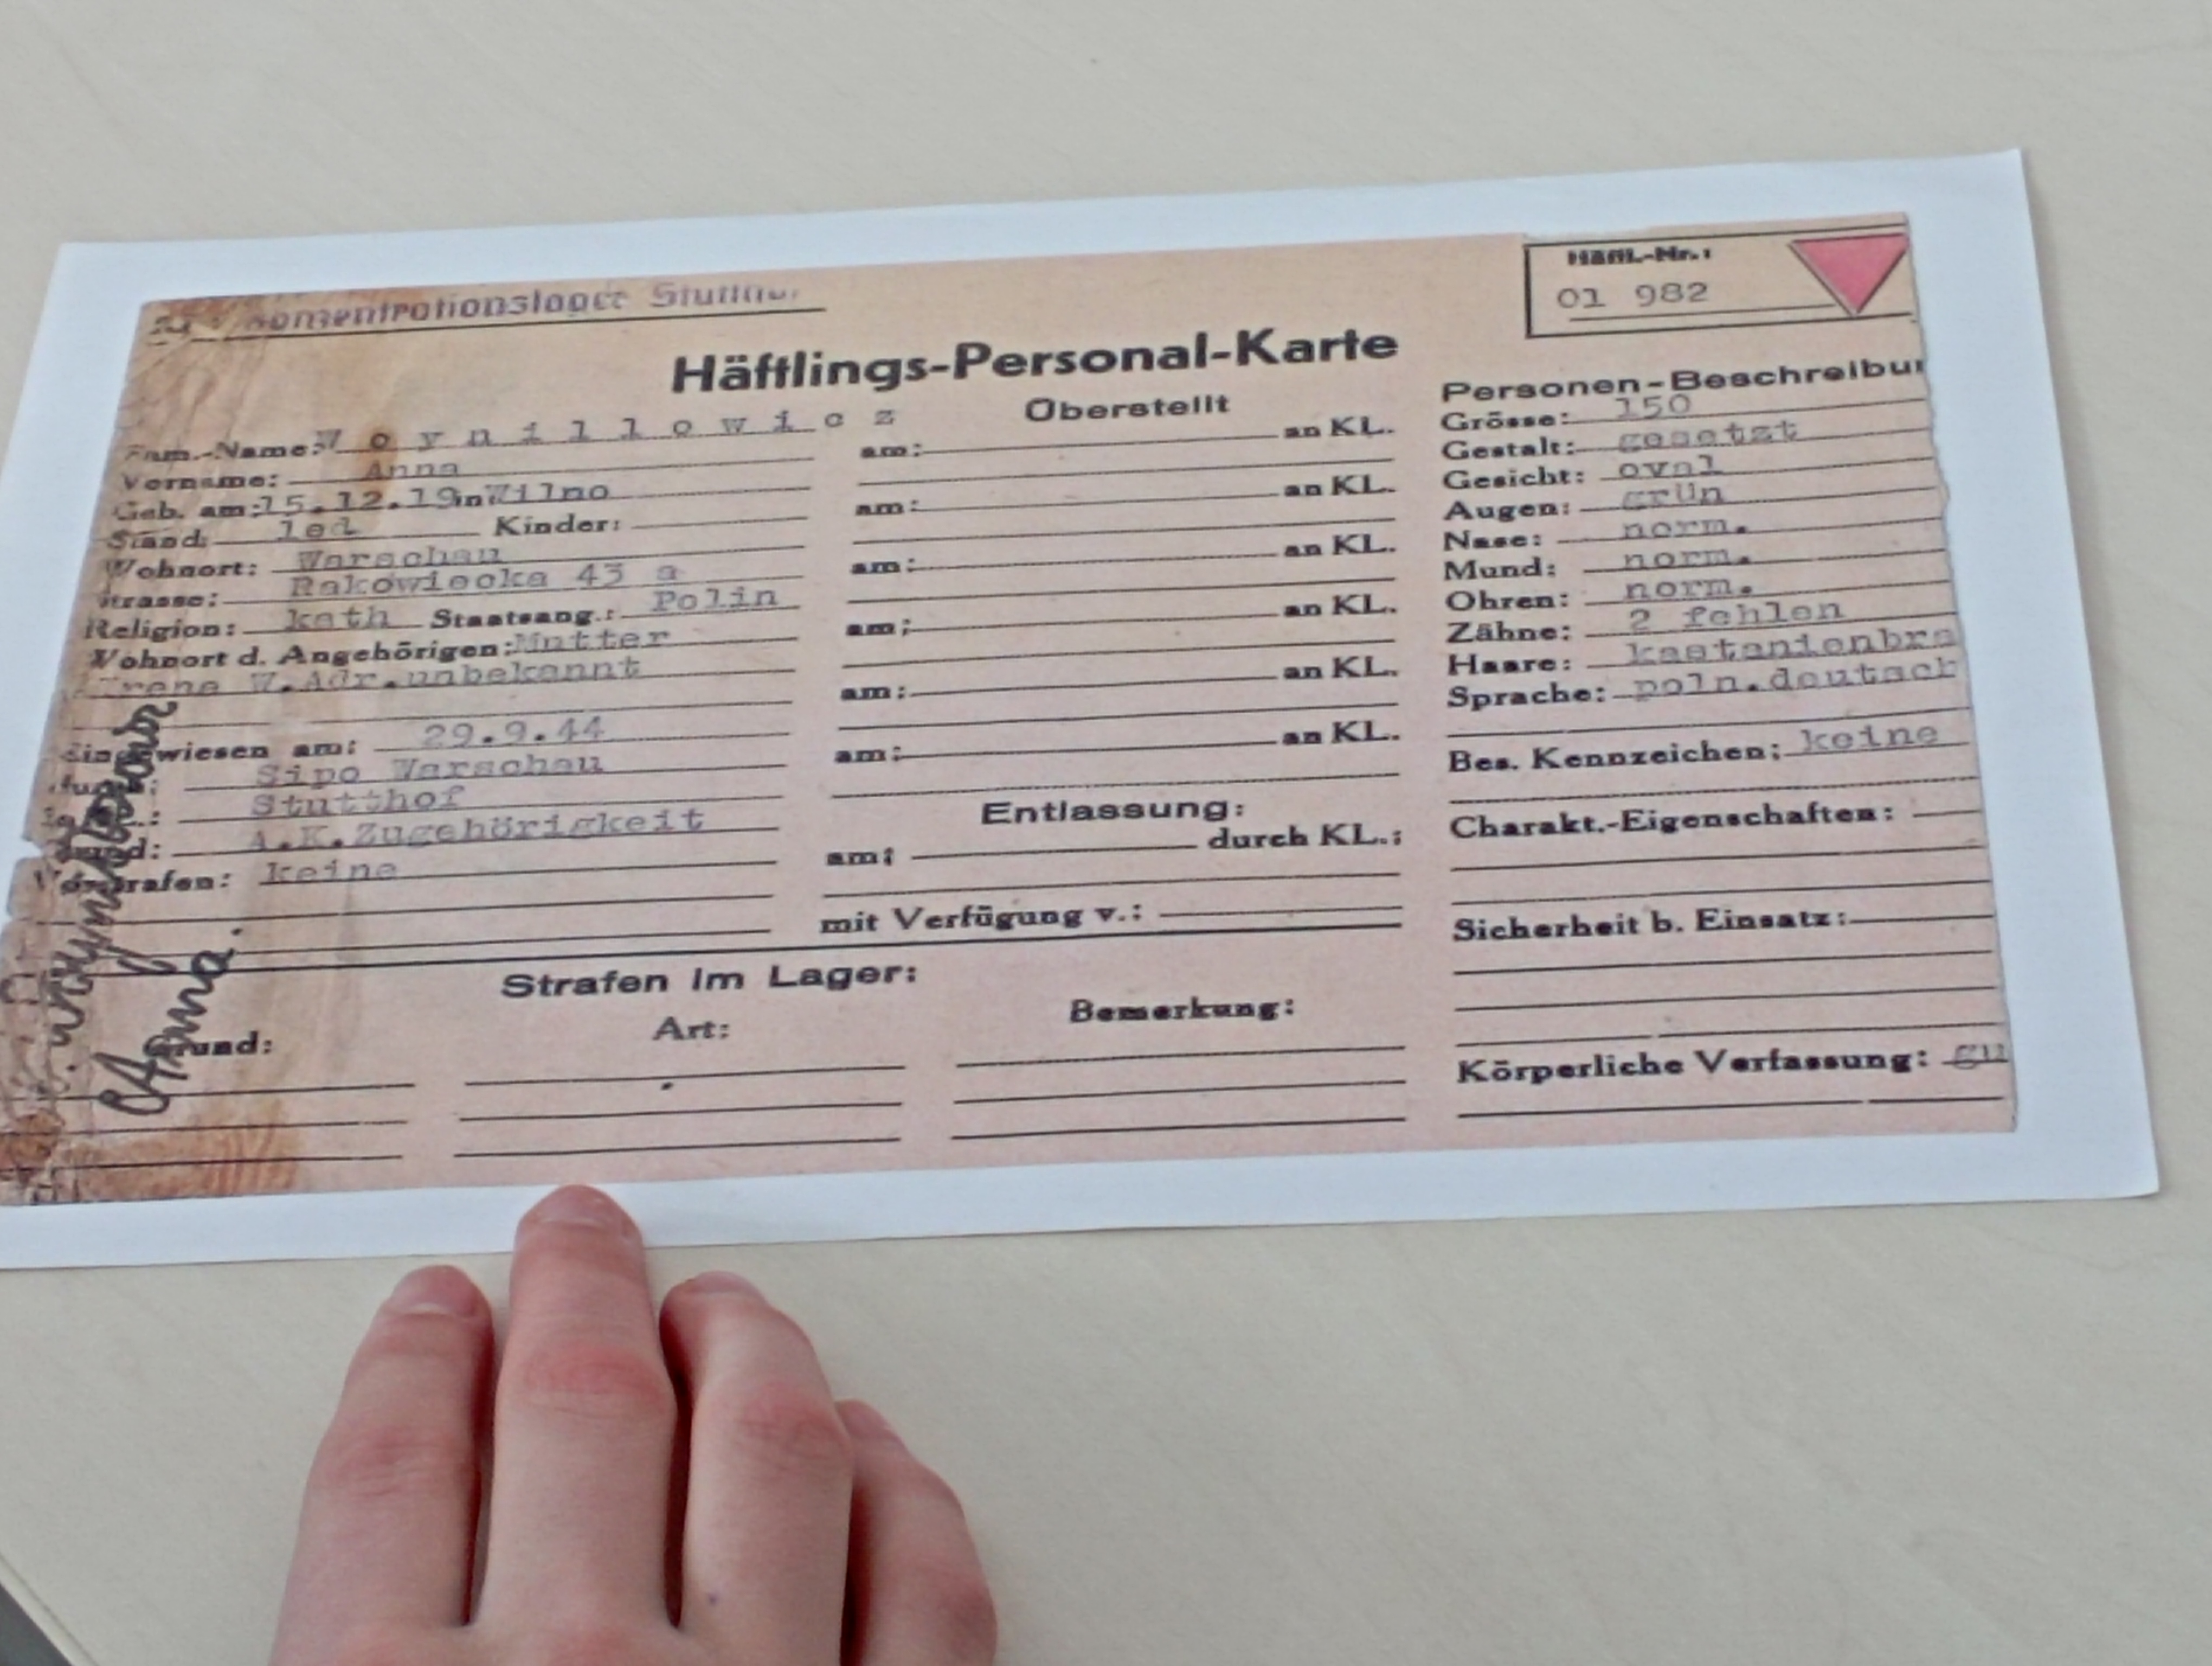 Konzentrationslager Stutthof
Häftl.-Nr.:
01 982
Häftlings-Personal-Karte
Fam.-Name: Woynillowicz
Vorname: Anna
Geb. am: 15.12.19 in Wilno
Stand: led Kinder:
Wohnort: Warschau
Strasse: Rakowiecka 43 a
Religion: kath Staatsang.: Polin
Wohnort d. Angehörigen: Mutter
Irene W.Adr.unbekannt
Eingewiesen am: 29.9.44
Sipo Warschau
Stutthof
A.K.Zugehörigkeit
Vorstrafen: keine
Anna
Überstellt
am: an KL.
am: an KL.
am: an KL.
am: an KL.
am: an KL.
am: an KL.
Entlassung:
am: durch KL.:
mit Verfügung v.:
Strafen im Lager:
Grund: Art: Bemerkung:
Personen-Beschreibu
Grösse: 150
Gestalt: gesetzt
Gesicht: oval
Augen: grün
Nase: norm.
Mund: norm.
Ohren: norm.
Zähne: 2 fehlen
Haare: kastanienbra
Sprache: poln.deutsch
Bes. Kennzeichen: keine
Charakt.-Eigenschaften:
Sicherheit b. Einsatz:
Körperliche Verfassung: gu